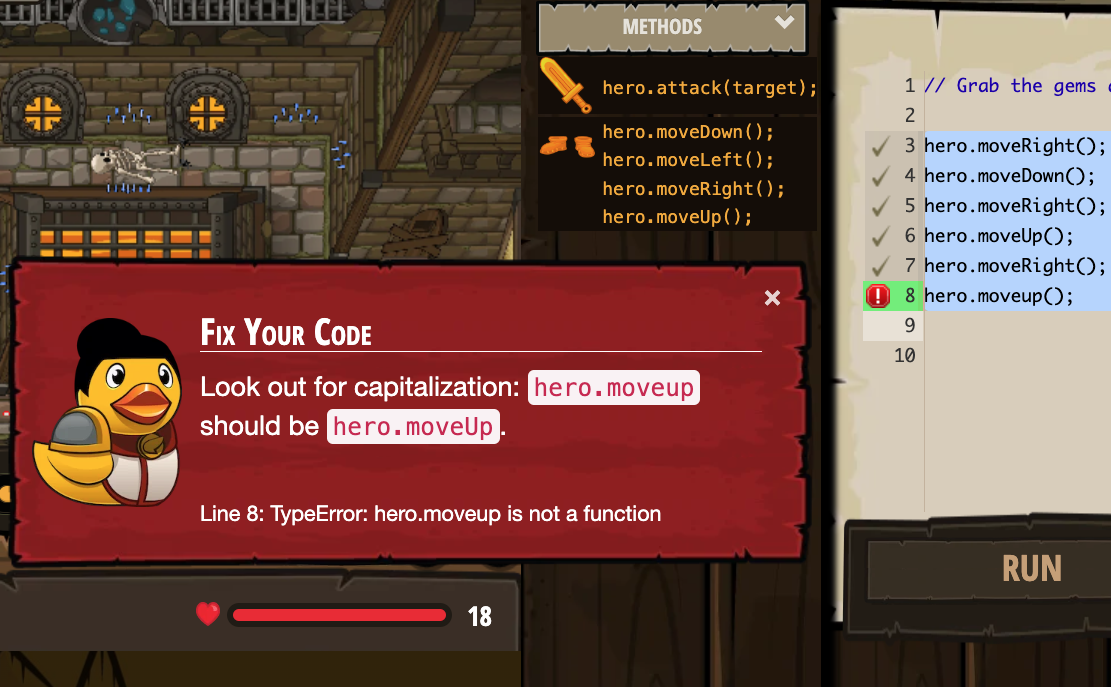 METHODS
hero.attack(target);
hero.moveDown();
hero.moveLeft();
hero.moveRight();
hero.moveUp();
1 // Grab the gems
2
3 hero.moveRight();
4 hero.moveDown();
5 hero.moveRight();
6 hero.moveUp();
7 hero.moveRight();
8 hero.moveup();
9
10
Fix Your Code
Look out for capitalization: hero.moveup
should be hero.moveUp.
Line 8: TypeError: hero.moveup is not a function
18
RUN